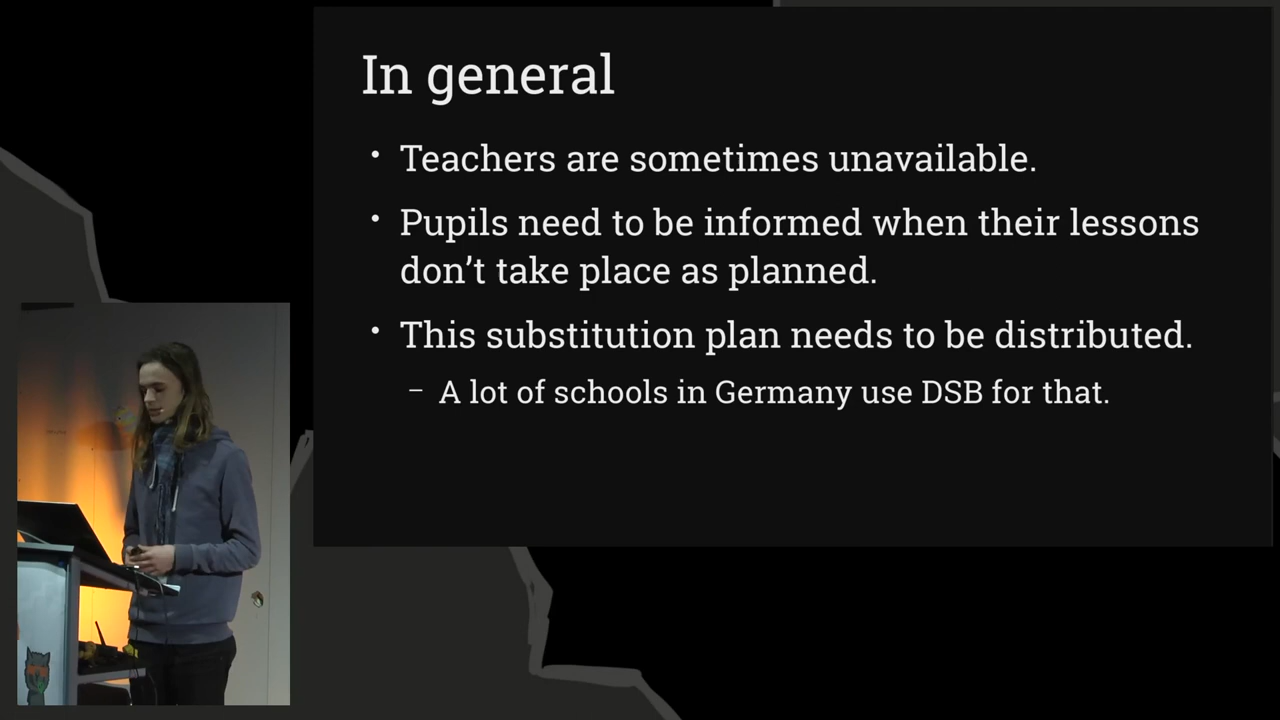 In general
• Teachers are sometimes unavailable.
• Pupils need to be informed when their lessons
don’t take place as planned.
• This substitution plan needs to be distributed.
– A lot of schools in Germany use DSB for that.